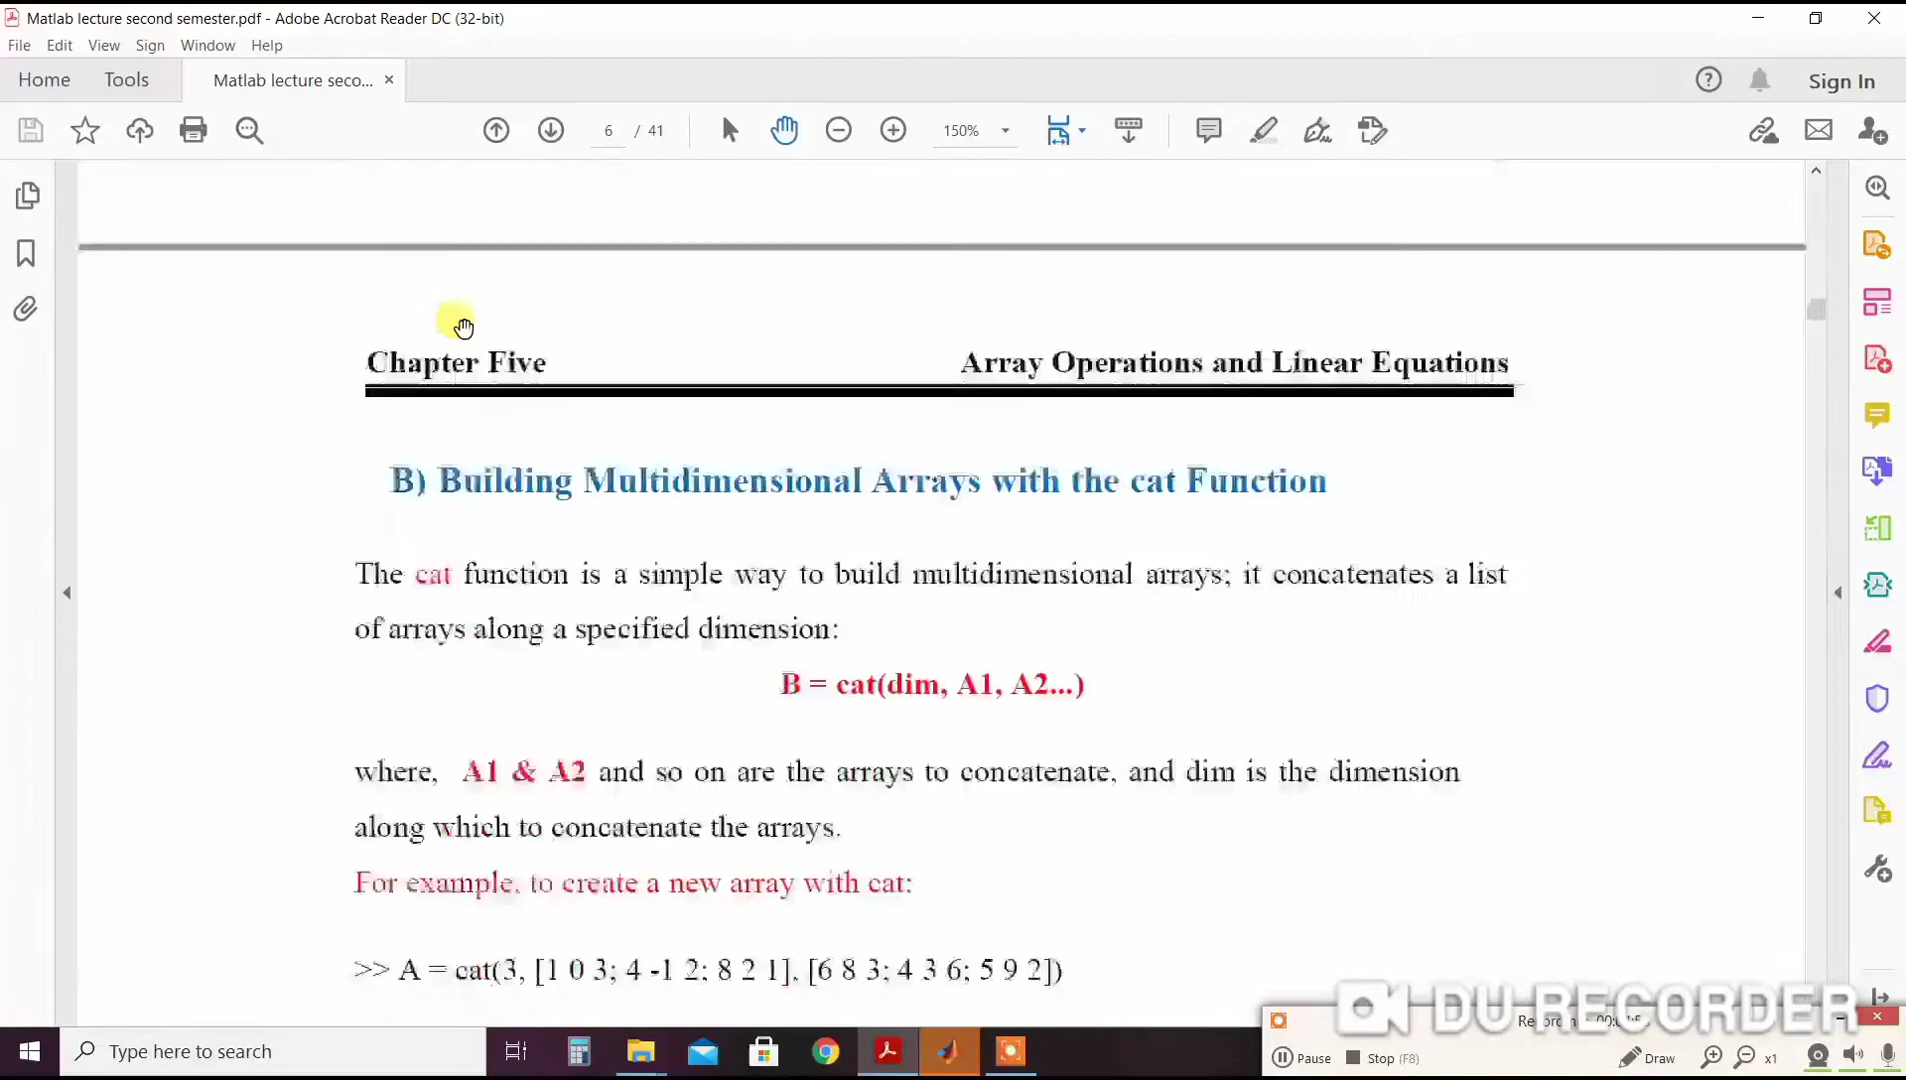 Matlab lecture second semester.pdf - Adobe Acrobat Reader DC (32-bit)
File Edit View Sign Window Help
Home Tools Matlab lecture seco... × Sign In
6 / 41 150%
Chapter Five Array Operations and Linear Equations
B) Building Multidimensional Arrays with the cat Function
The cat function is a simple way to build multidimensional arrays; it concatenates a list
of arrays along a specified dimension:
B = cat(dim, A1, A2...)
where, A1 & A2 and so on are the arrays to concatenate, and dim is the dimension
along which to concatenate the arrays.
For example, to create a new array with cat:
>> A = cat(3, [1 0 3; 4 -1 2; 8 2 1], [6 8 3; 4 3 6; 5 9 2])
DU RECORDER
Type here to search
Pause Stop (F8) Draw x1